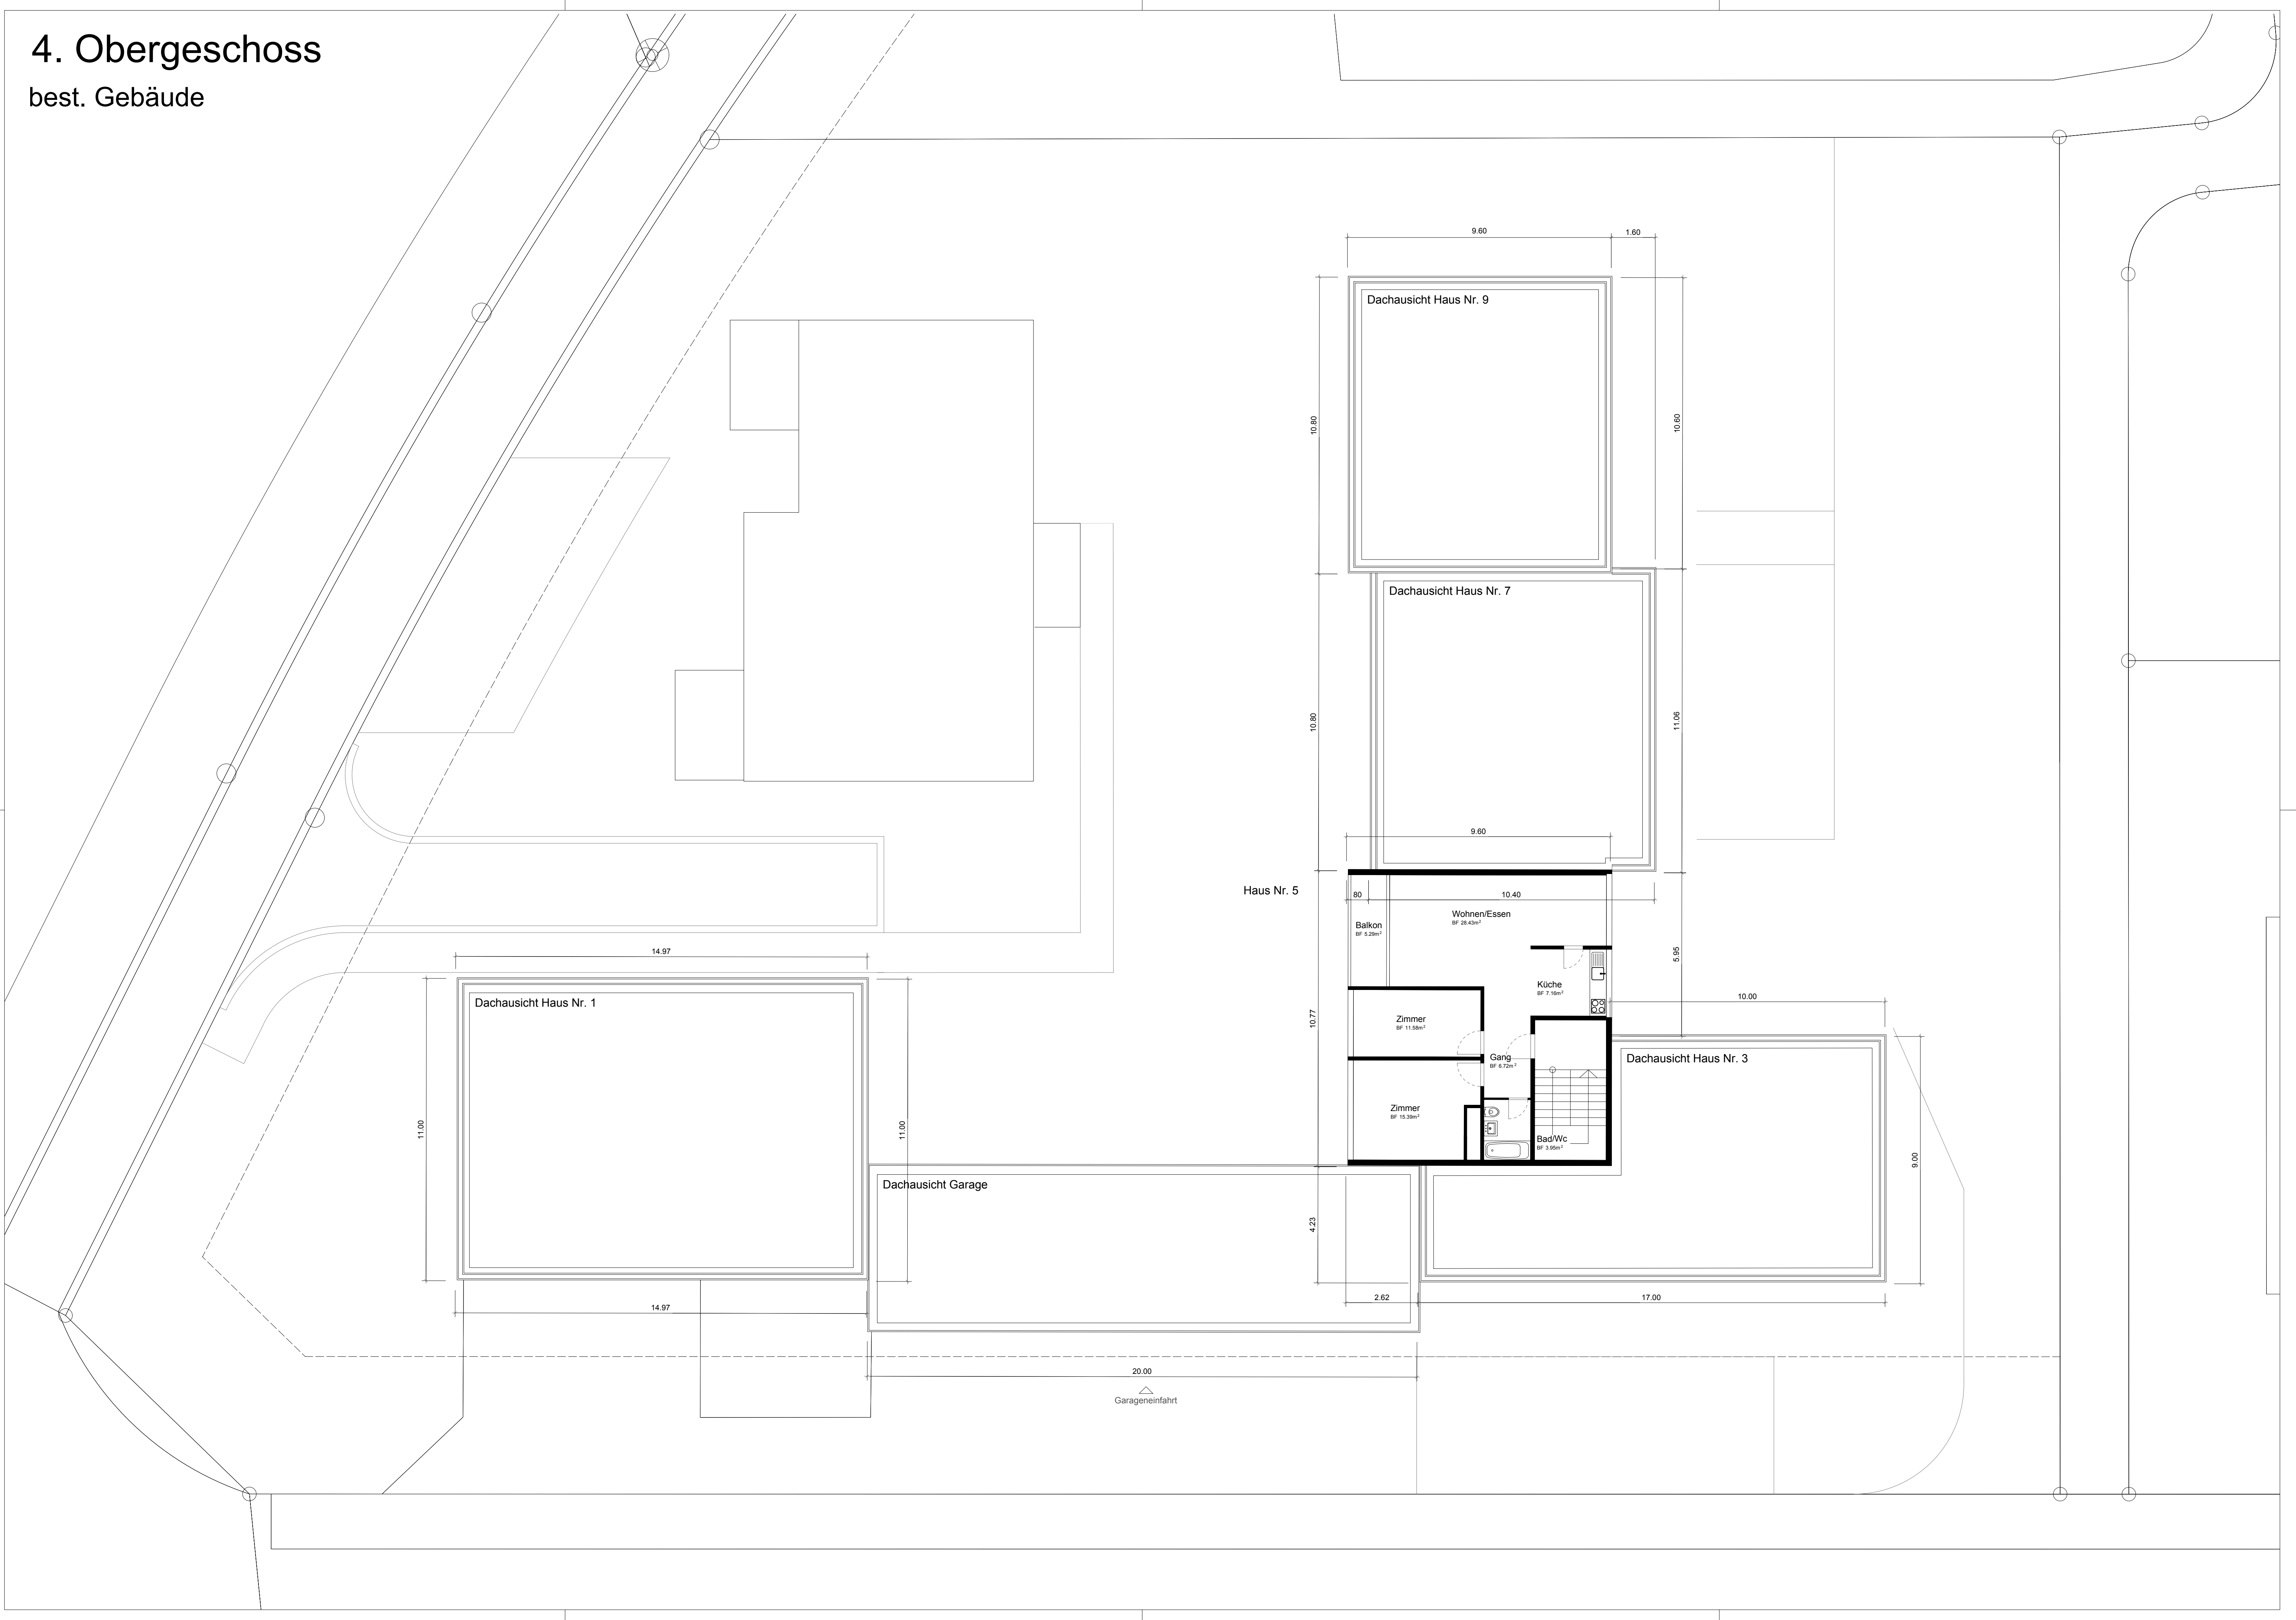 4. Obergeschoss
best. Gebäude
9.60
1.60
Dachausicht Haus Nr. 9
10.80
10.60
Dachausicht Haus Nr. 7
10.80
11.06
9.60
Haus Nr. 5
80
10.40
Wohnen/Essen
BF 28.43m²
Balkon
BF 5.29m²
5.95
14.97
Küche
BF 7.16m²
10.00
Dachausicht Haus Nr. 1
Zimmer
BF 11.58m²
10.77
Gang
BF 6.72m²
Dachausicht Haus Nr. 3
Zimmer
BF 15.39m²
11.00
11.00
Bad/Wc
BF 3.95m²
9.00
Dachausicht Garage
4.23
2.62
17.00
14.97
20.00
Garageneinfahrt